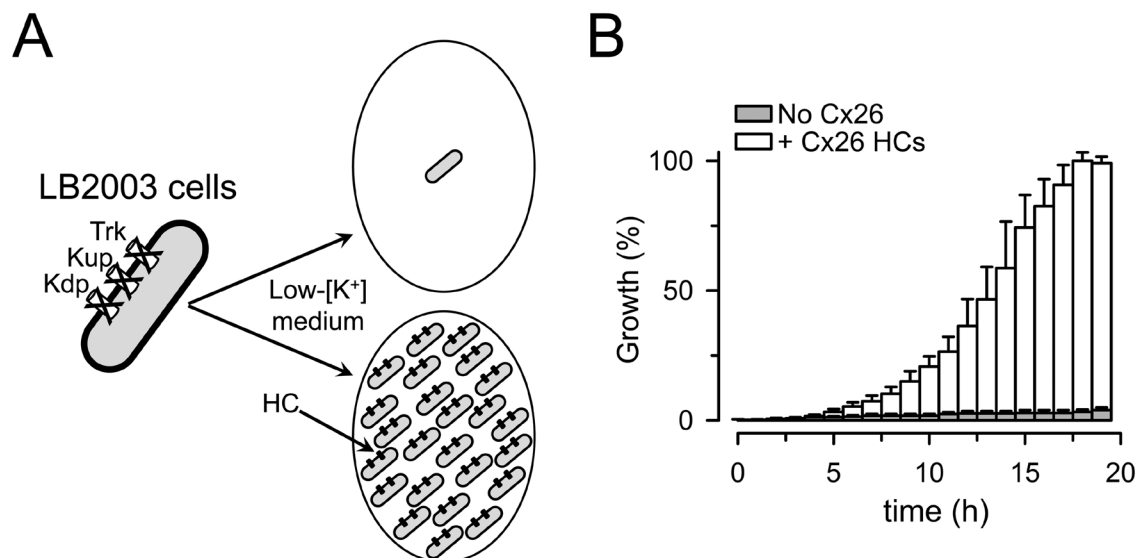 A
LB2003 cells
Trk
Kup
Kdp
Low-[K⁺]
medium
HC
B
No Cx26
+ Cx26 HCs
100
50
0
Growth (%)
0 5 10 15 20
time (h)